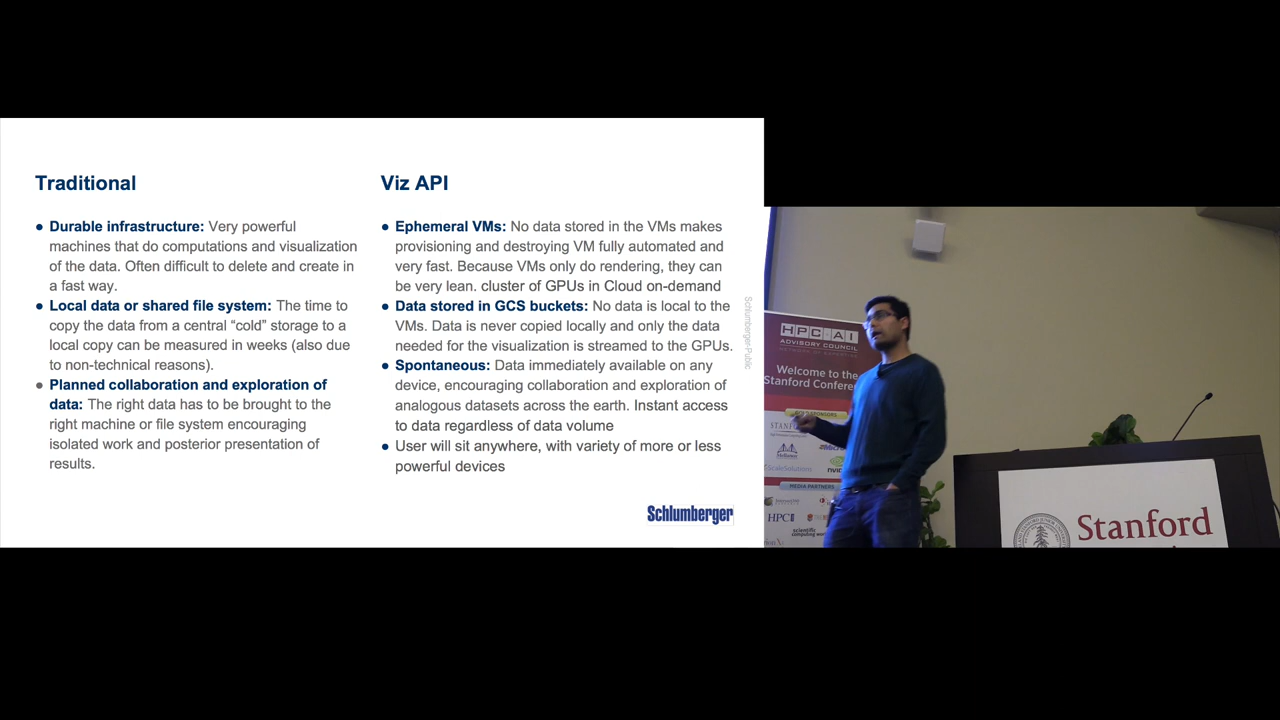 Traditional
● Durable infrastructure: Very powerful
machines that do computations and visualization
of the data. Often difficult to delete and create in
a fast way.
● Local data or shared file system: The time to
copy the data from a central “cold” storage to a
local copy can be mesured in weeks (also due
to non-technical reasons).
● Planned collaboration and exploration of
data: The right data has to be brought to the
right machine or file system encouraging
isolated work and posterior presentation of
results.
Viz API
● Ephemeral VMs: No data stored in the VMs makes
provisioning and destroying VM fully automated and
very fast. Because VMs only do rendering, they can
be very lean. cluster of GPUs in Cloud on-demand
● Data stored in GCS buckets: No data is local to the
VMs. Data is never copied locally and only the data
needed for the visualization is streamed to the GPUs.
● Spontaneous: Data immediately available on any
device, encouraging collaboration and exploration of
analogous datasets across the earth. Instant access
to data regardless of data volume
● User will sit anywhere, with variety of more or less
powerful devices
Schlumberger-Public
Schlumberger
HPC AI
ADVISORY COUNCIL
NETWORK OF EXPERTISE
Welcome to the
Stanford Confere
GOLD SPONSORS
Mellanox
ScaleSolutions
MEDIA PARTNERS
HPC
scientific
Stanford